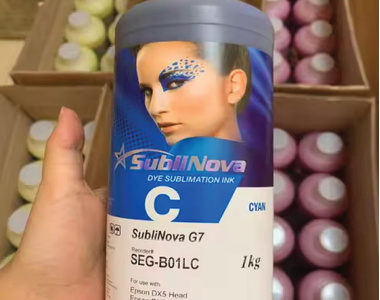 SubliNova
DYE SUBLIMATION INK
C
CYAN
SubliNova G7
Reorder#
SEG-B01LC
1kg
For use with
Epson DX5 Head